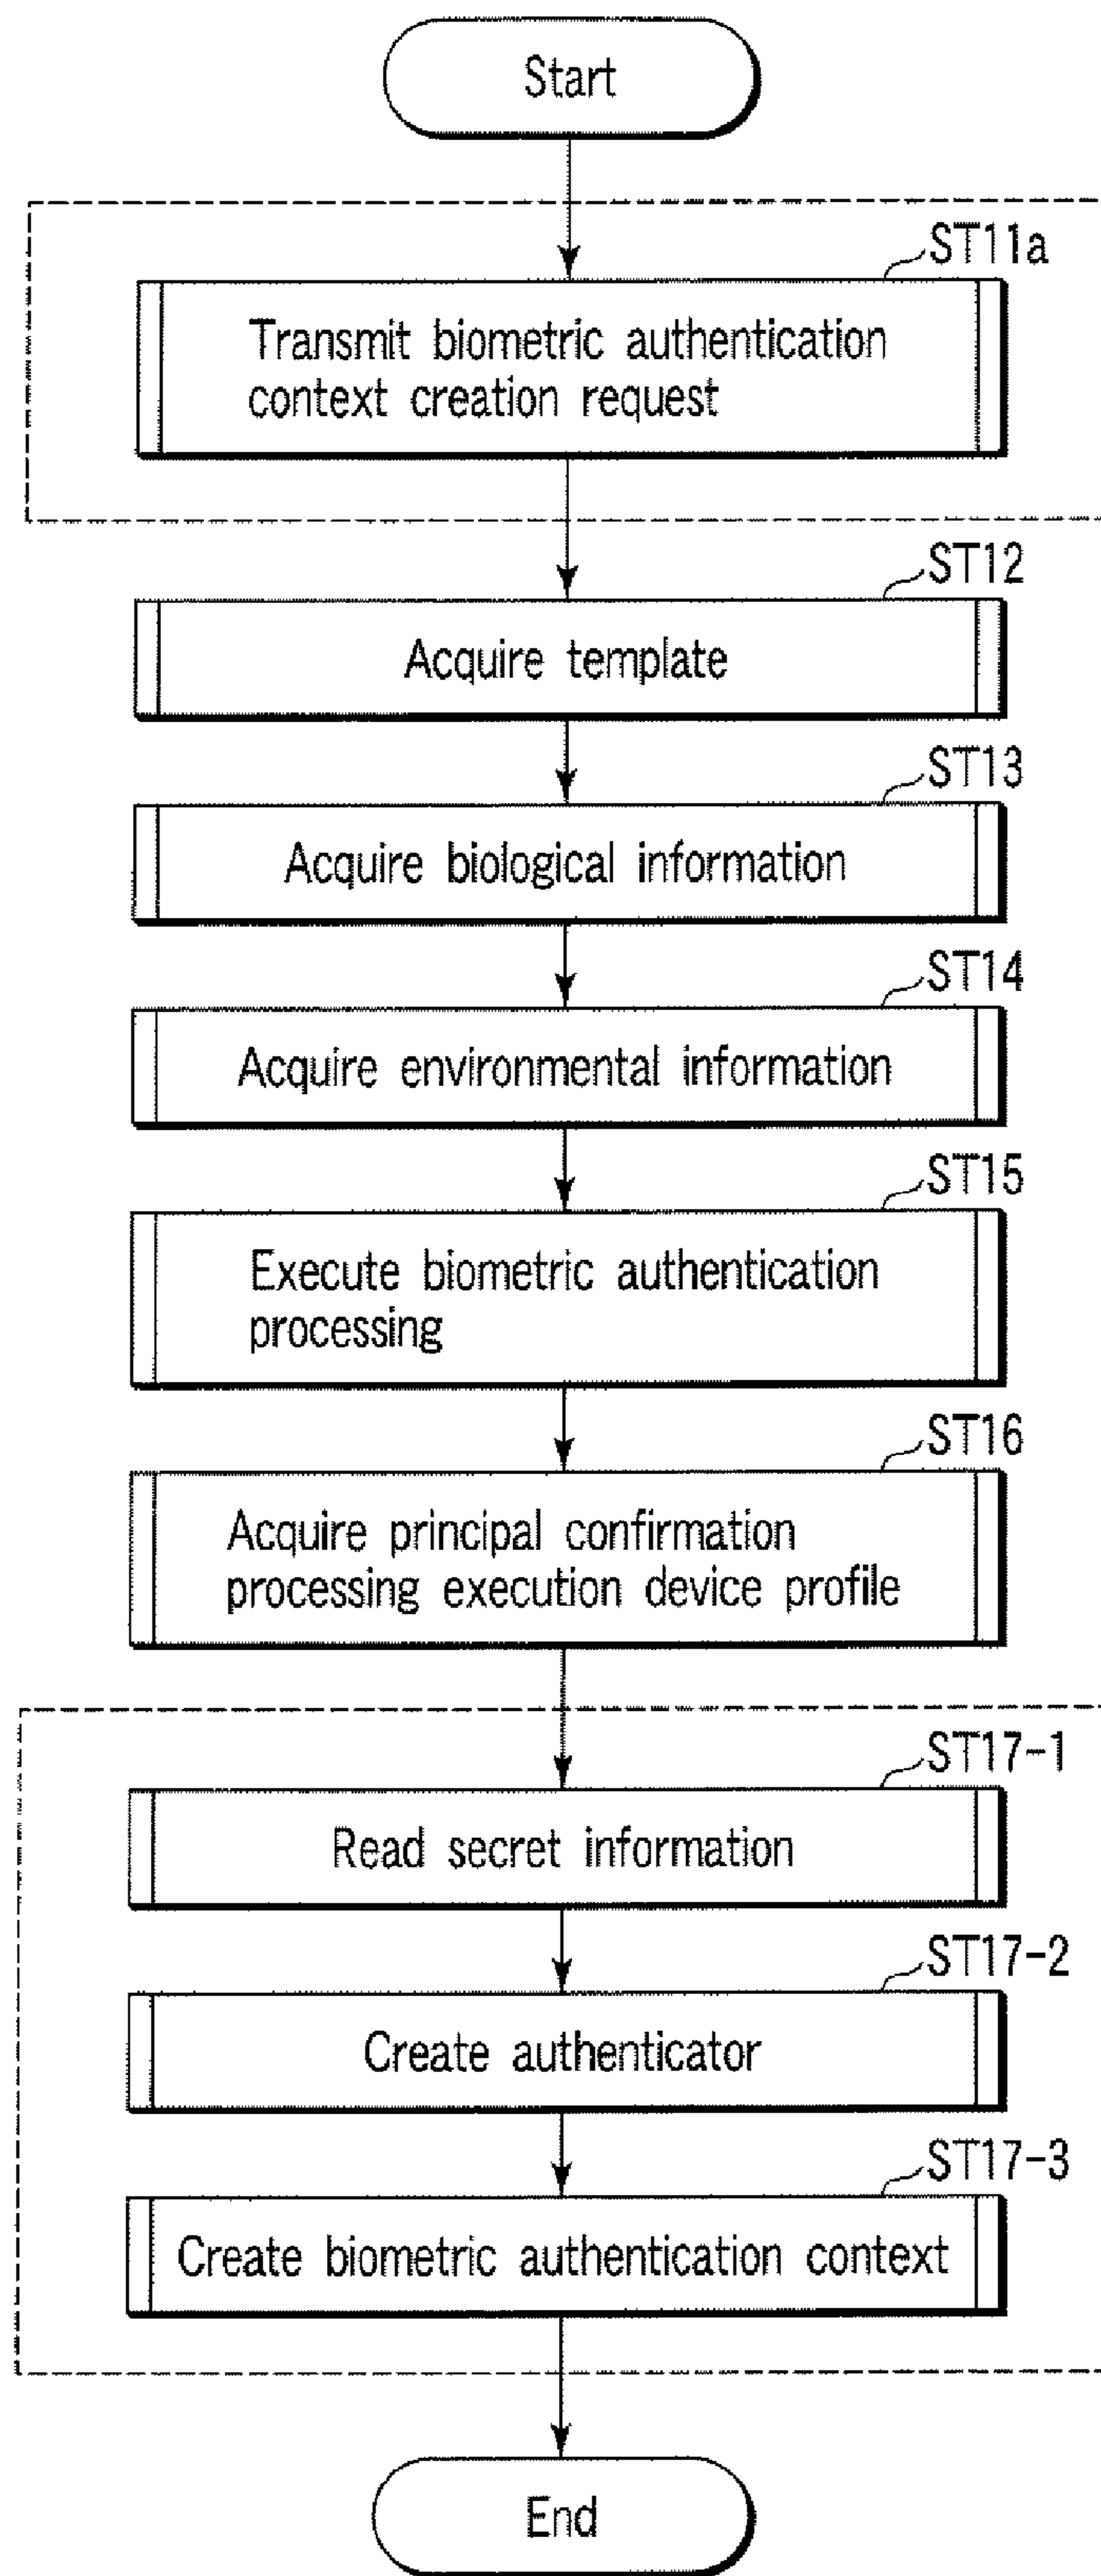 Start
ST11a
Transmit biometric authentication
context creation request
ST12
Acquire template
ST13
Acquire biological information
ST14
Acquire environmental information
ST15
Execute biometric authentication
processing
ST16
Acquire principal confirmation
processing execution device profile
ST17-1
Read secret information
ST17-2
Create authenticator
ST17-3
Create biometric authentication context
End